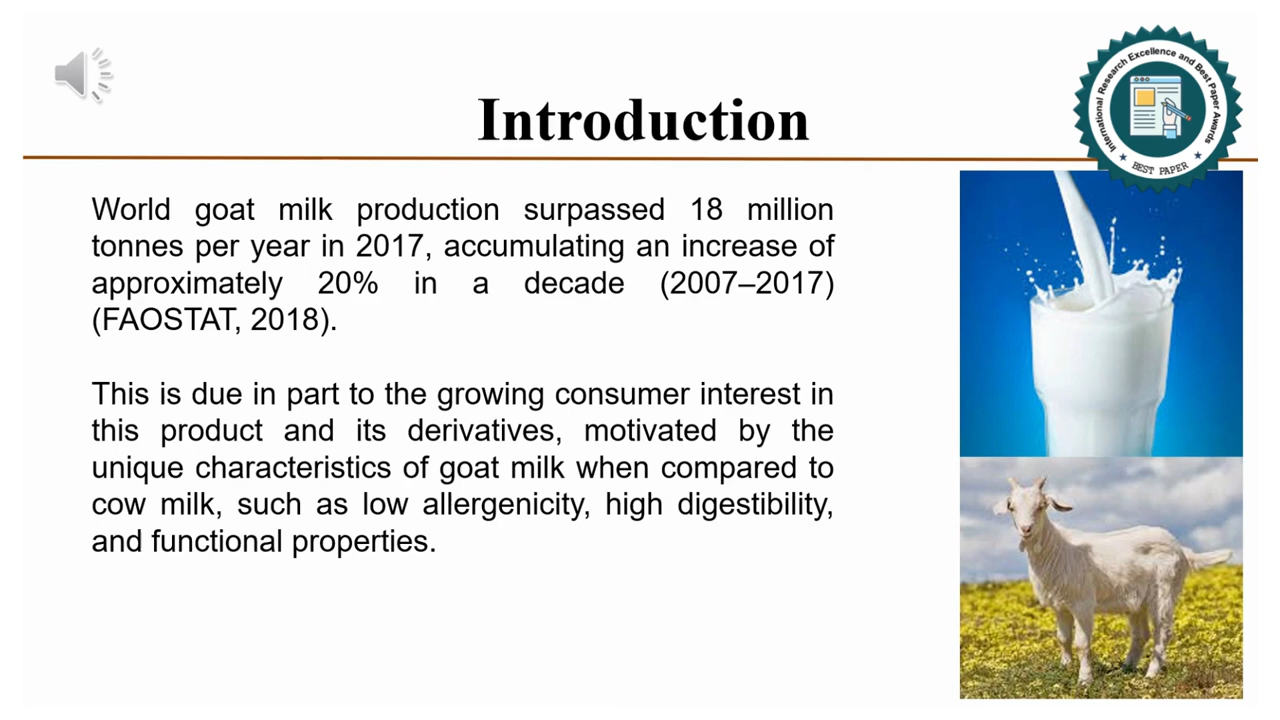 Introduction
International Research Excellence and Best Paper Awards
BEST PAPER
World goat milk production surpassed 18 million
tonnes per year in 2017, accumulating an increase of
approximately 20% in a decade (2007–2017)
(FAOSTAT, 2018).
This is due in part to the growing consumer interest in
this product and its derivatives, motivated by the
unique characteristics of goat milk when compared to
cow milk, such as low allergenicity, high digestibility,
and functional properties.